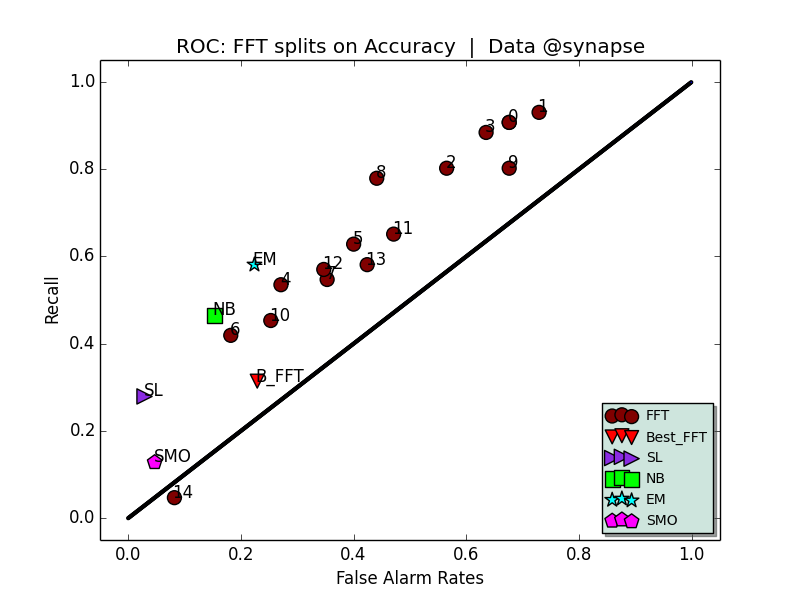 ROC: FFT splits on Accuracy | Data @synapse
1.0
0.8
0.6
0.4
0.2
0.0
Recall
1
0
3
2
9
8
11
5
13
12
7
EM
4
NB
10
6
B_FFT
SL
SMO
14
FFT
Best_FFT
SL
NB
EM
SMO
0.0 0.2 0.4 0.6 0.8 1.0
False Alarm Rates